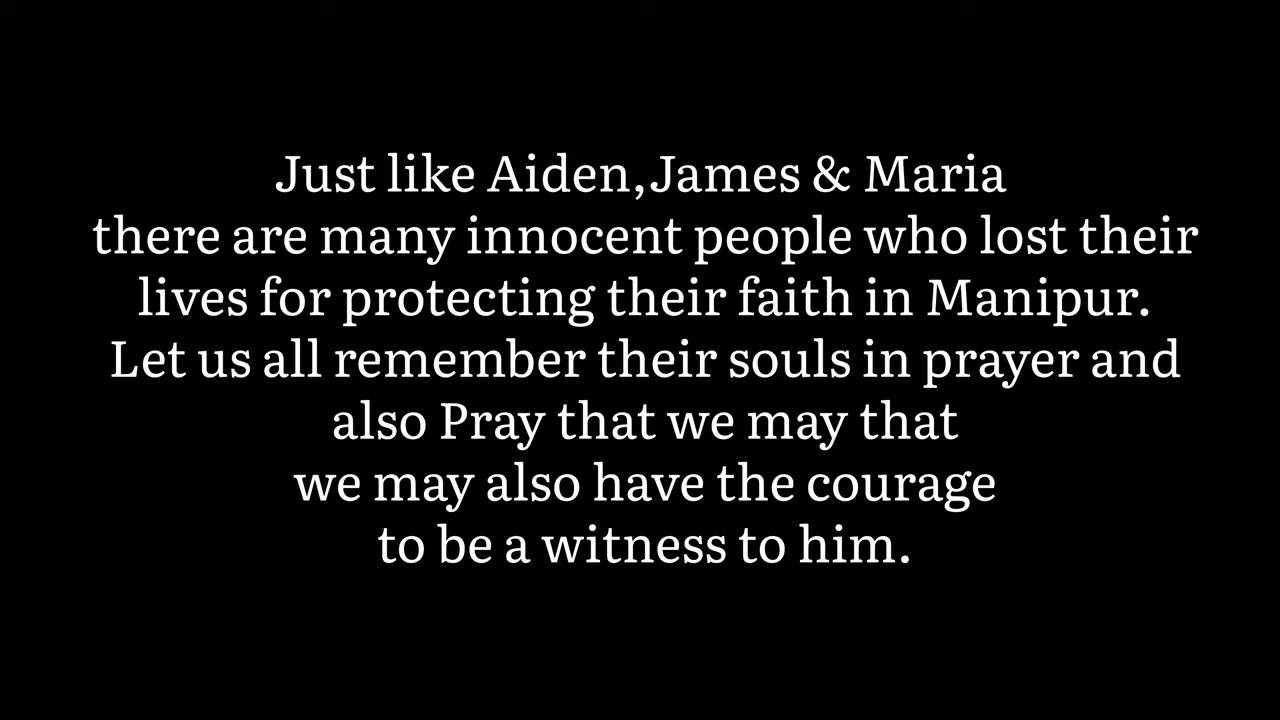 Just like Aiden,James & Maria
there are many innocent people who lost their
lives for protecting their faith in Manipur.
Let us all remember their souls in prayer and
also Pray that we may that
we may also have the courage
to be a witness to him.